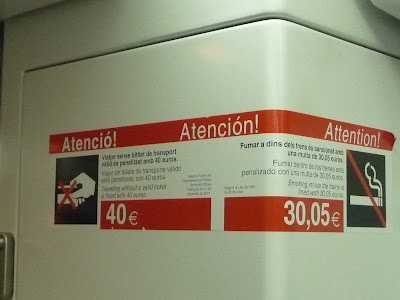 Atenció!
Atención!
Attention!
Viatjar sense bitllet de transport
vàlid és penalitzat amb 40 euros.
Viajar sin billete de transporte válido
está penalizado con 40 euros.
Travelling without a valid ticket
is fined with 40 euros.
40 €
Fumar a dins dels trens és sancionat amb
una multa de 30,05 euros.
Fumar dentro de los trenes está
penalizado con una multa de 30,05 euros.
Smoking inside the trains is
fined with 30.05 euros.
30,05 €